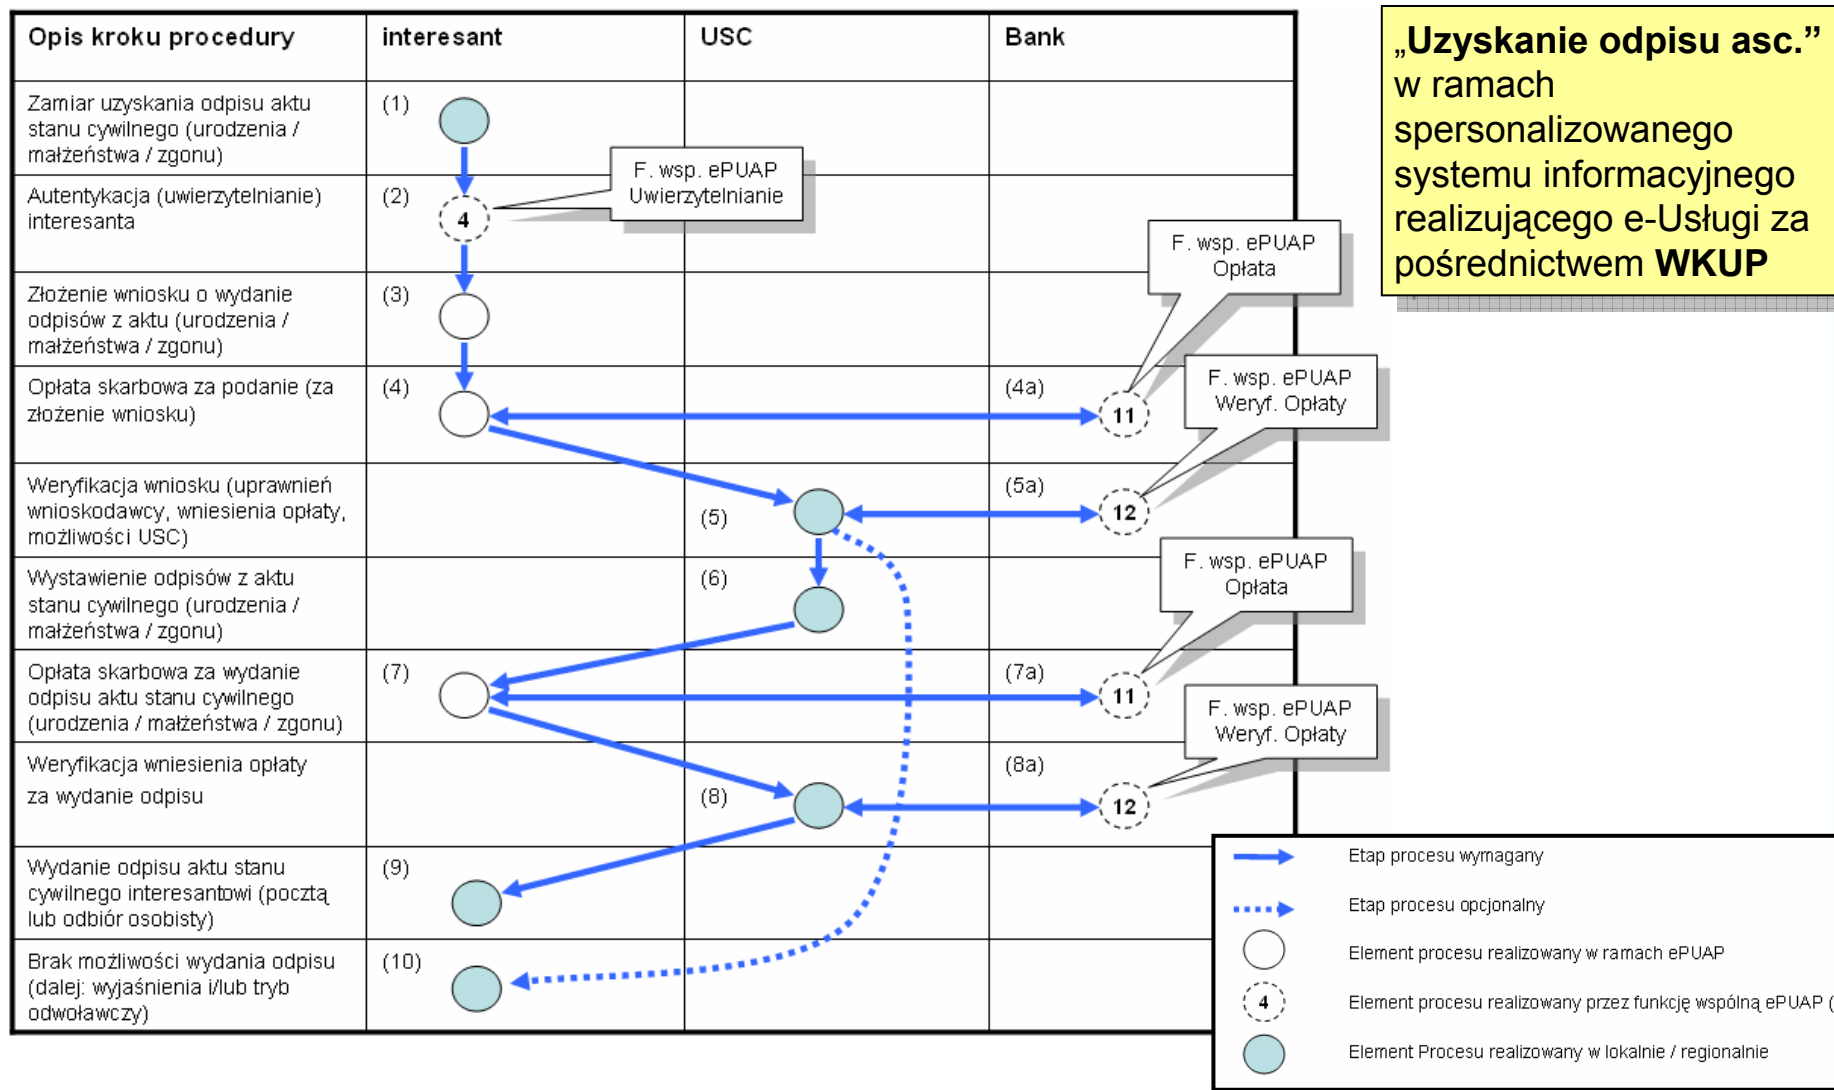 Opis kroku procedury
interesant
USC
Bank
„Uzyskanie odpisu asc.”
w ramach
spersonalizowanego
systemu informacyjnego
realizującego e-Usługi za
pośrednictwem WKUP
Zamiar uzyskania odpisu aktu
stanu cywilnego (urodzenia /
małżeństwa / zgonu)
(1)
F. wsp. ePUAP
Uwierzytelnianie
Autentykacja (uwierzytelnianie)
interesanta
(2)
4
F. wsp. ePUAP
Opłata
Złożenie wniosku o wydanie
odpisów z aktu (urodzenia /
małżeństwa / zgonu)
(3)
Opłata skarbowa za podanie (za
złożenie wniosku)
(4)
(4a)
11
F. wsp. ePUAP
Weryf. Opłaty
Weryfikacja wniosku (uprawnień
wnioskodawcy, wniesienia opłaty,
możliwości USC)
(5)
(5a)
12
Wystawienie odpisów z aktu
stanu cywilnego (urodzenia /
małżeństwa / zgonu)
(6)
F. wsp. ePUAP
Opłata
Opłata skarbowa za wydanie
odpisu aktu stanu cywilnego
(urodzenia / małżeństwa / zgonu)
(7)
(7a)
11
F. wsp. ePUAP
Weryf. Opłaty
Weryfikacja wniesienia opłaty
za wydanie odpisu
(8)
(8a)
12
Wydanie odpisu aktu stanu
cywilnego interesantowi (pocztą
lub odbiór osobisty)
(9)
Brak możliwości wydania odpisu
(dalej: wyjaśnienia i/lub tryb
odwoławczy)
(10)
Etap procesu wymagany
Etap procesu opcjonalny
Element procesu realizowany w ramach ePUAP
4
Element procesu realizowany przez funkcję wspólną ePUAP (
Element Procesu realizowany w lokalnie / regionalnie